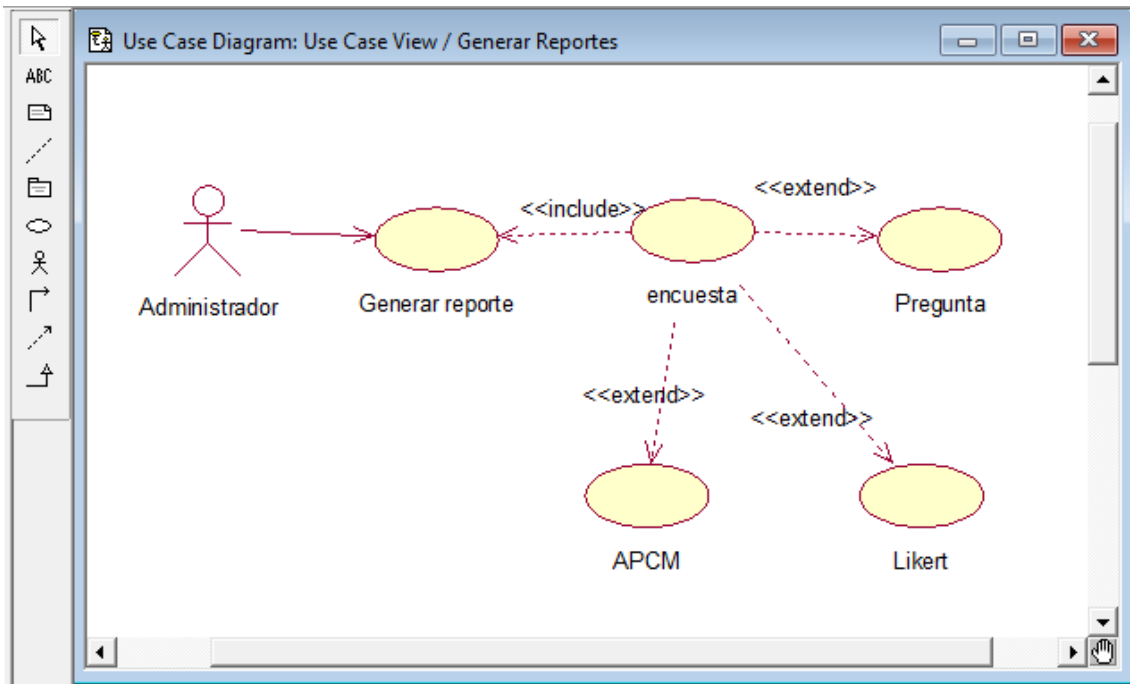 Use Case Diagram: Use Case View / Generar Reportes
ABC
<<extend>>
<<include>>
Administrador
Generar reporte
encuesta
Pregunta
<<extend>>
<<extend>>
APCM
Likert